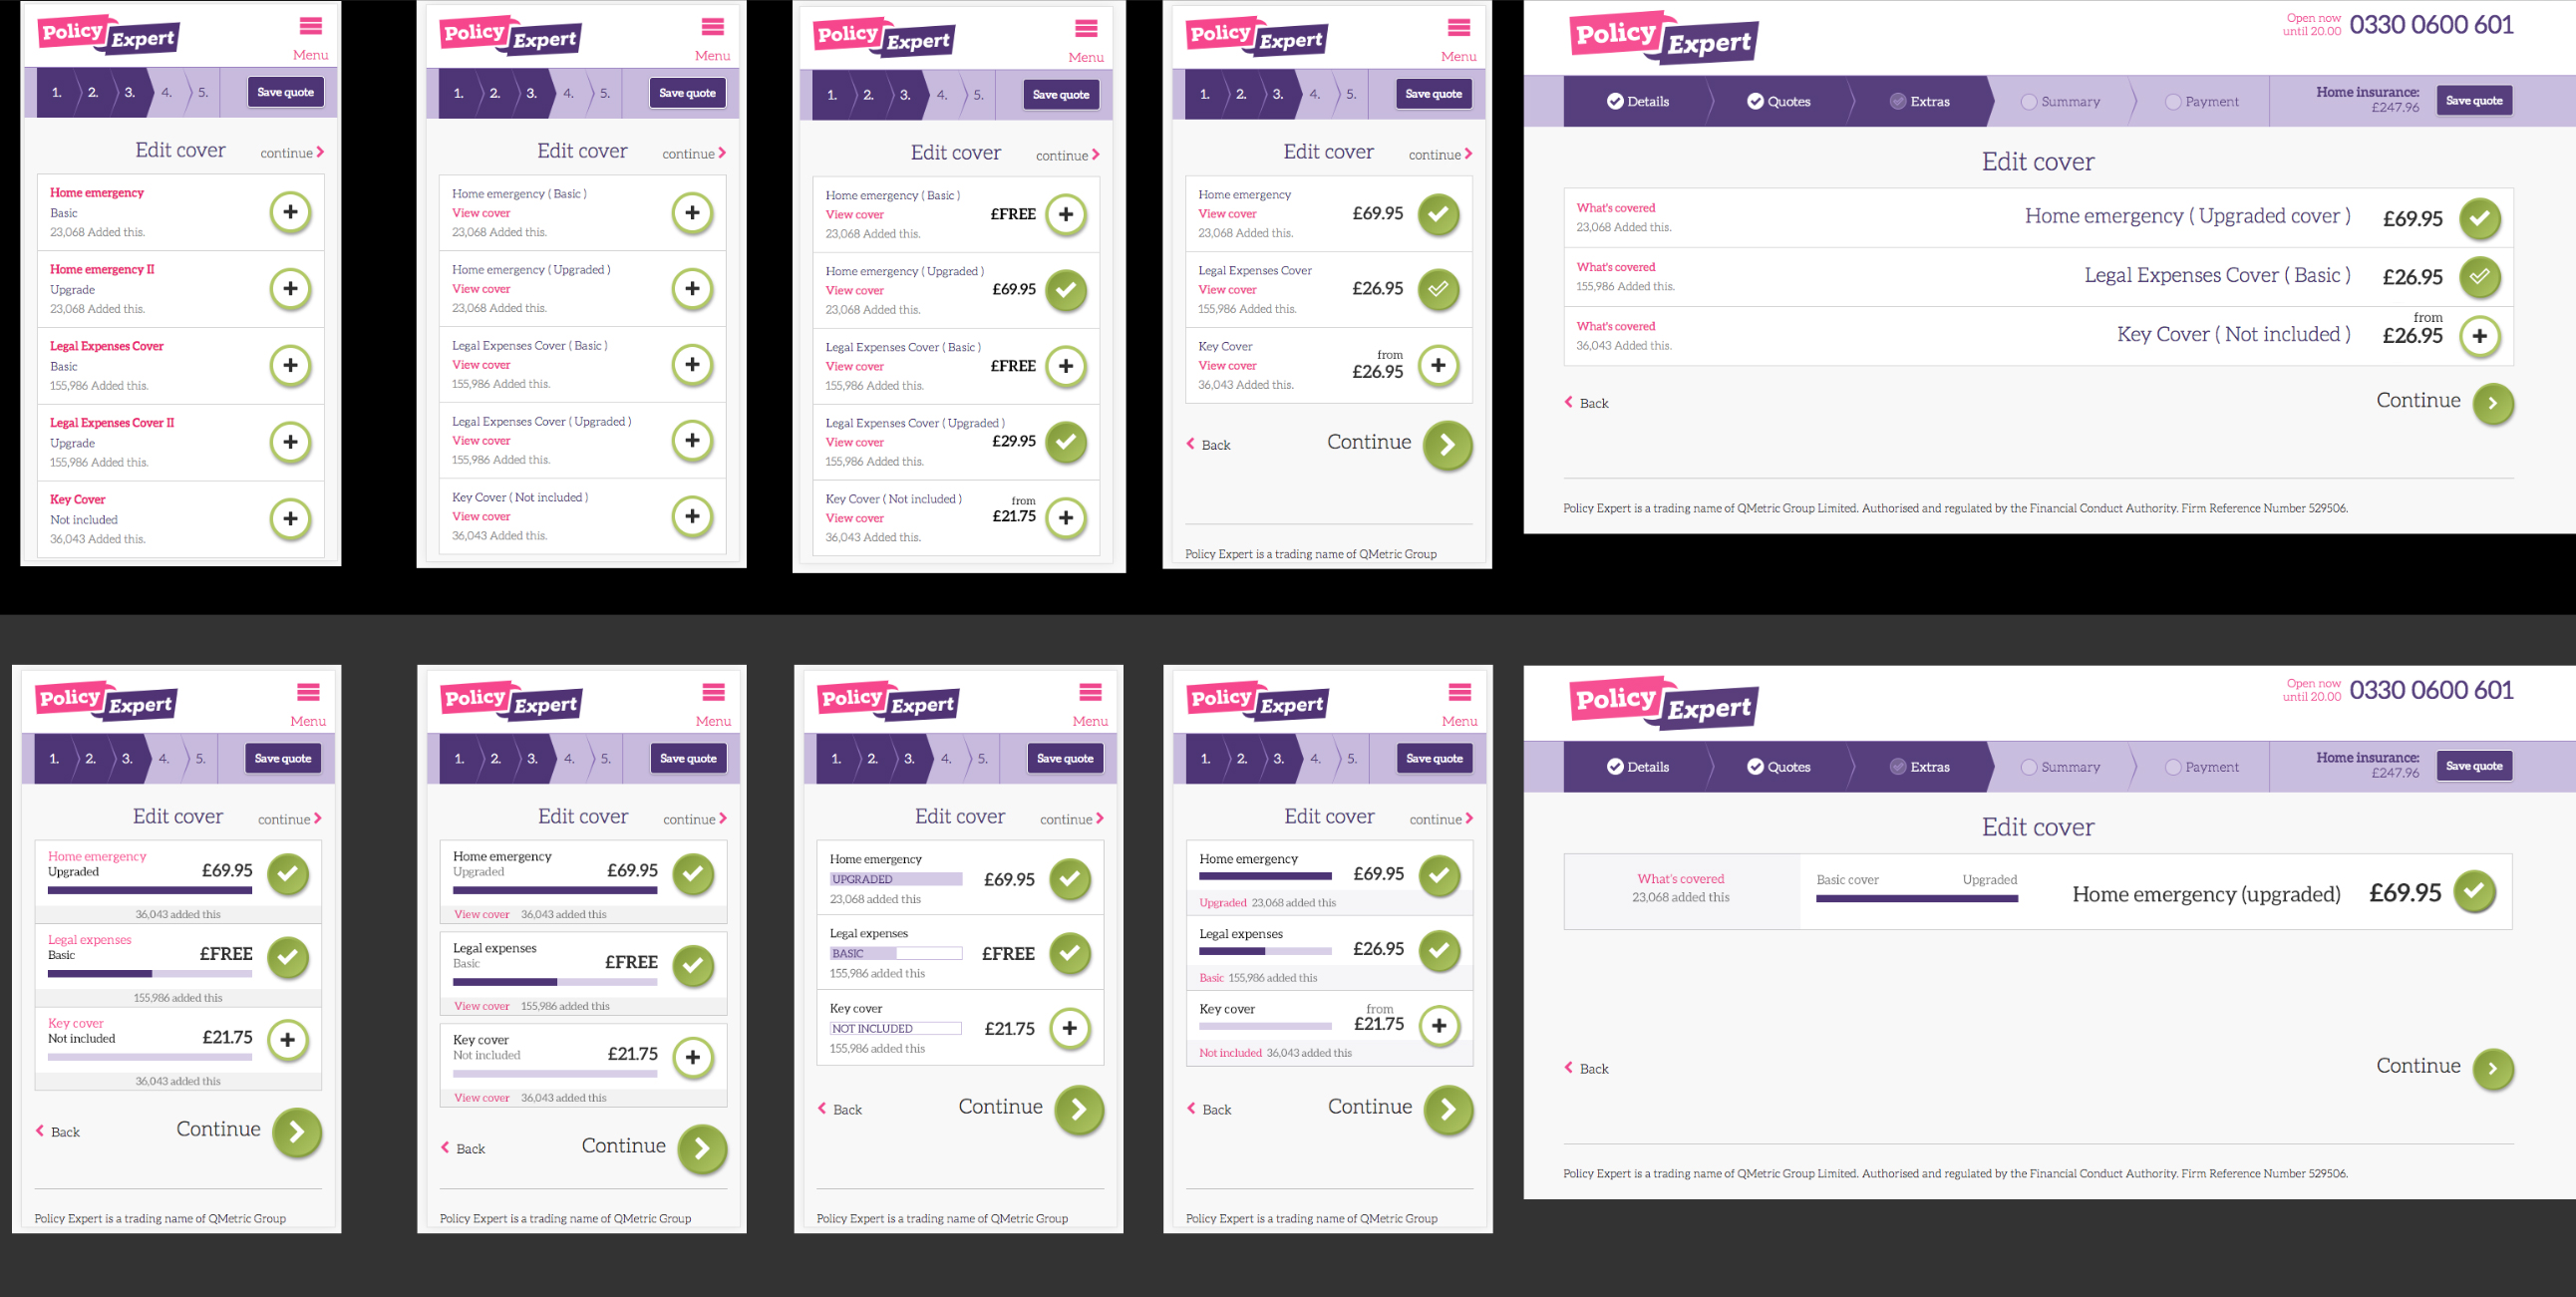 Policy Expert
Menu
1. 2. 3. 4. 5. Save quote
Edit cover continue
Home emergency
Basic
23,068 Added this.
Home emergency II
Upgrade
23,068 Added this.
Legal Expenses Cover
Basic
155,986 Added this.
Legal Expenses Cover II
Upgrade
155,986 Added this.
Key Cover
Not included
36,043 Added this.
Policy Expert
Menu
1. 2. 3. 4. 5. Save quote
Edit cover continue
Home emergency ( Basic )
View cover
23,068 Added this.
Home emergency ( Upgraded )
View cover
23,068 Added this.
Legal Expenses Cover ( Basic )
View cover
155,986 Added this.
Legal Expenses Cover ( Upgraded )
View cover
155,986 Added this.
Key Cover ( Not included )
View cover
36,043 Added this.
Policy Expert
Menu
1. 2. 3. 4. 5. Save quote
Edit cover continue
Home emergency ( Basic )
View cover £FREE
23,068 Added this.
Home emergency ( Upgraded )
View cover £69.95
23,068 Added this.
Legal Expenses Cover ( Basic )
View cover £FREE
155,986 Added this.
Legal Expenses Cover ( Upgraded )
View cover £29.95
155,986 Added this.
Key Cover ( Not included ) from
View cover £21.75
36,043 Added this.
Policy Expert
Menu
1. 2. 3. 4. 5. Save quote
Edit cover continue
Home emergency
View cover £69.95
23,068 Added this.
Legal Expenses Cover
View cover £26.95
155,986 Added this.
Key Cover from
View cover £26.95
36,043 Added this.
Back Continue
Policy Expert is a trading name of QMetric Group
Policy Expert
Open now
until 20.00 0330 0600 601
Details Quotes Extras Summary Payment Home insurance:
£247.96 Save quote
Edit cover
What's covered
23,068 Added this. Home emergency ( Upgraded cover ) £69.95
What's covered
155,986 Added this. Legal Expenses Cover ( Basic ) £26.95
What's covered from
36,043 Added this. Key Cover ( Not included ) £26.95
Back Continue
Policy Expert is a trading name of QMetric Group Limited. Authorised and regulated by the Financial Conduct Authority. Firm Reference Number 529506.
Policy Expert
Menu
1. 2. 3. 4. 5. Save quote
Edit cover continue
Home emergency
Upgraded £69.95
36,043 added this
Legal expenses
Basic £FREE
155,986 added this
Key cover
Not included £21.75
36,043 added this
Back Continue
Policy Expert is a trading name of QMetric Group
Policy Expert
Menu
1. 2. 3. 4. 5. Save quote
Edit cover continue
Home emergency
Upgraded £69.95
View cover 36,043 added this
Legal expenses
Basic £FREE
View cover 155,986 added this
Key cover
Not included £21.75
View cover 36,043 added this
Back Continue
Policy Expert is a trading name of QMetric Group
Policy Expert
Menu
1. 2. 3. 4. 5. Save quote
Edit cover continue
Home emergency
UPGRADED £69.95
23,068 added this
Legal expenses
BASIC £FREE
155,986 added this
Key cover
NOT INCLUDED £21.75
155,986 added this
Back Continue
Policy Expert is a trading name of QMetric Group
Policy Expert
Menu
1. 2. 3. 4. 5. Save quote
Edit cover continue
Home emergency
£69.95
Upgraded 23,068 added this
Legal expenses
£26.95
Basic 155,986 added this
Key cover from
£21.75
Not included 36,043 added this
Back Continue
Policy Expert is a trading name of QMetric Group
Policy Expert
Open now
until 20.00 0330 0600 601
Details Quotes Extras Summary Payment Home insurance:
£247.96 Save quote
Edit cover
What's covered Basic cover Upgraded
23,068 added this Home emergency (upgraded) £69.95
Back Continue
Policy Expert is a trading name of QMetric Group Limited. Authorised and regulated by the Financial Conduct Authority. Firm Reference Number 529506.